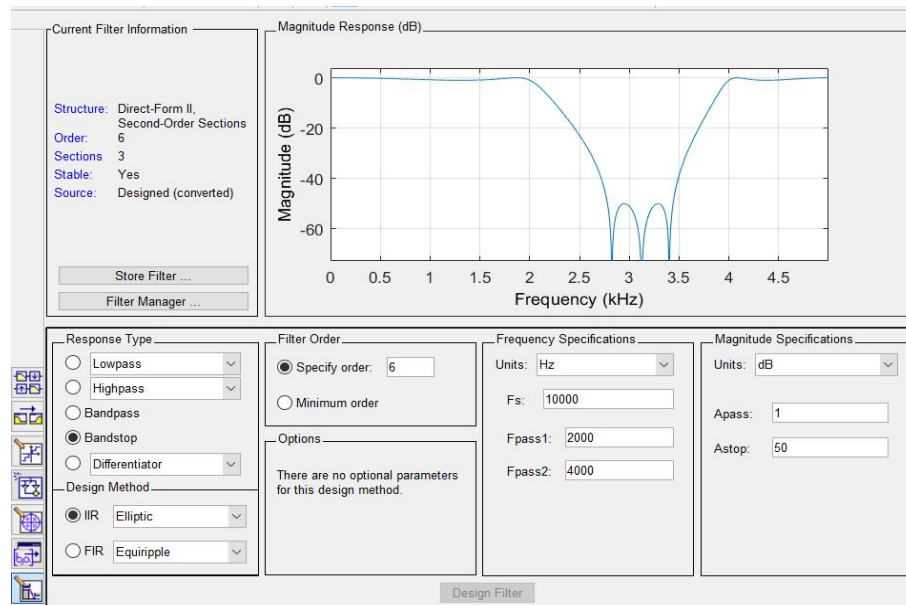 Current Filter Information
Structure: Direct-Form II,
Second-Order Sections
Order: 6
Sections 3
Stable: Yes
Source: Designed (converted)
Store Filter ...
Filter Manager ...
Magnitude Response (dB)
Magnitude (dB)
0
-20
-40
-60
0 0.5 1 1.5 2 2.5 3 3.5 4 4.5
Frequency (kHz)
Response Type
Lowpass
Highpass
Bandpass
Bandstop
Differentiator
Design Method
IIR Elliptic
FIR Equiripple
Filter Order
Specify order: 6
Minimum order
Options
There are no optional parameters
for this design method.
Frequency Specifications
Units: Hz
Fs: 10000
Fpass1: 2000
Fpass2: 4000
Magnitude Specifications
Units: dB
Apass: 1
Astop: 50
Design Filter